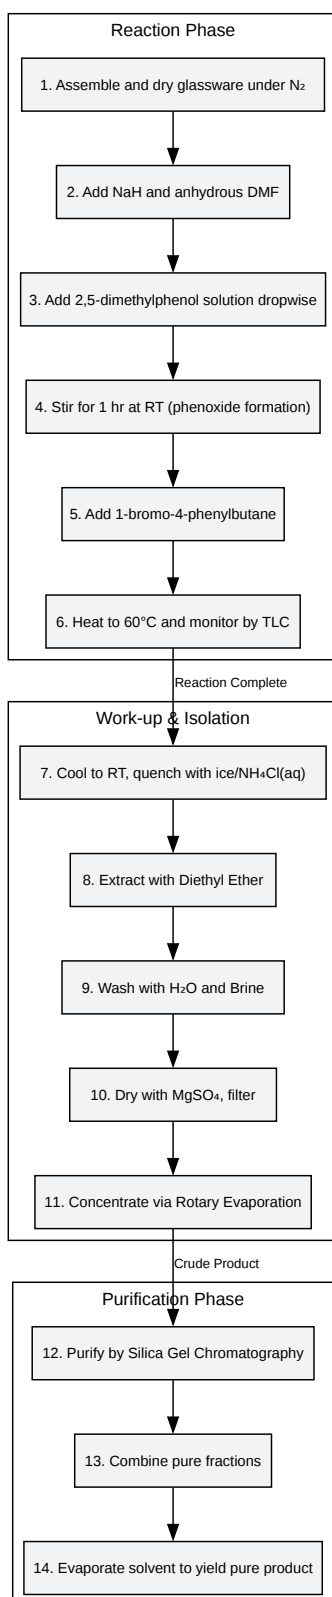 Reaction Phase
1. Assemble and dry glassware under N₂
2. Add NaH and anhydrous DMF
3. Add 2,5-dimethylphenol solution dropwise
4. Stir for 1 hr at RT (phenoxide formation)
5. Add 1-bromo-4-phenylbutane
6. Heat to 60°C and monitor by TLC
Reaction Complete
Work-up & Isolation
7. Cool to RT, quench with ice/NH₄Cl(aq)
8. Extract with Diethyl Ether
9. Wash with H₂O and Brine
10. Dry with MgSO₄, filter
11. Concentrate via Rotary Evaporation
Crude Product
Purification Phase
12. Purify by Silica Gel Chromatography
13. Combine pure fractions
14. Evaporate solvent to yield pure product